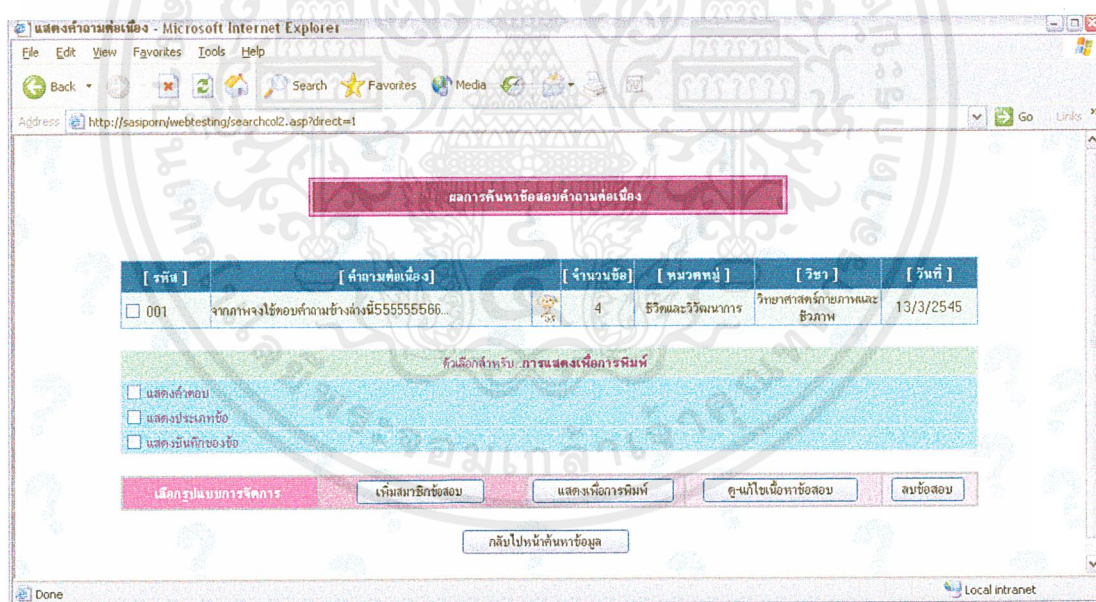 แสดงคำถามต่อเนื่อง - Microsoft Internet Explorer
File Edit View Favorites Tools Help
Back Search Favorites Media
Address http://sasiporn/webtesting/searchcol2.asp?direct=1 Go Links
ผลการค้นหาข้อสอบคำถามต่อเนื่อง
[ รหัส ] [ คำถามต่อเนื่อง] [ จำนวนข้อ] [ หมวดหมู่ ] [ วิชา ] [ วันที่ ]
001 จากภาพจงใช้ตอบคำถามข้างล่างนี้555555566... 4 ชีวิตและวิวัฒนาการ วิทยาศาสตร์กายภาพและ
ชีวภาพ 13/3/2545
ตัวเลือกสำหรับ...การแสดงเพื่อการพิมพ์
แสดงคำตอบ
แสดงประเภทข้อ
แสดงบันทึกของข้อ
เลือกรูปแบบการจัดการ เพิ่มสมาชิกข้อสอบ แสดงเพื่อการพิมพ์ ดู-แก้ไขเนื้อหาข้อสอบ ลบข้อสอบ
กลับไปหน้าค้นหาข้อมูล
Done Local intranet